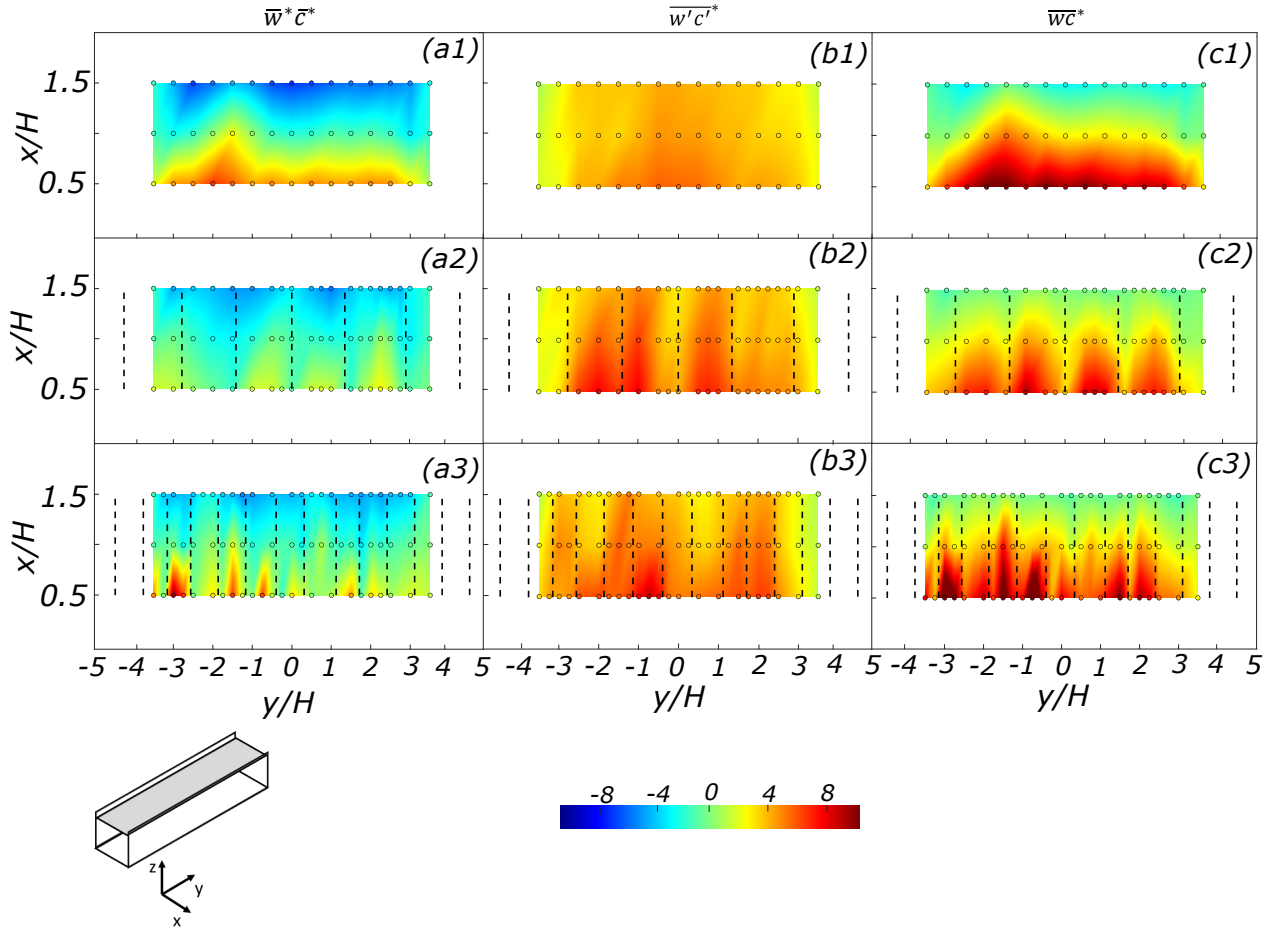 w̅* c̅* w'c'* wc*
(a1) (b1) (c1)
x/H 1.5 0.5
(a2) (b2) (c2)
x/H 1.5 0.5
(a3) (b3) (c3)
x/H 1.5 0.5
-5 -4 -3 -2 -1 0 1 2 3 4 5 -4 -3 -2 -1 0 1 2 3 4 5 -4 -3 -2 -1 0 1 2 3 4 5
y/H y/H y/H
-8 -4 0 4 8
z
y
x